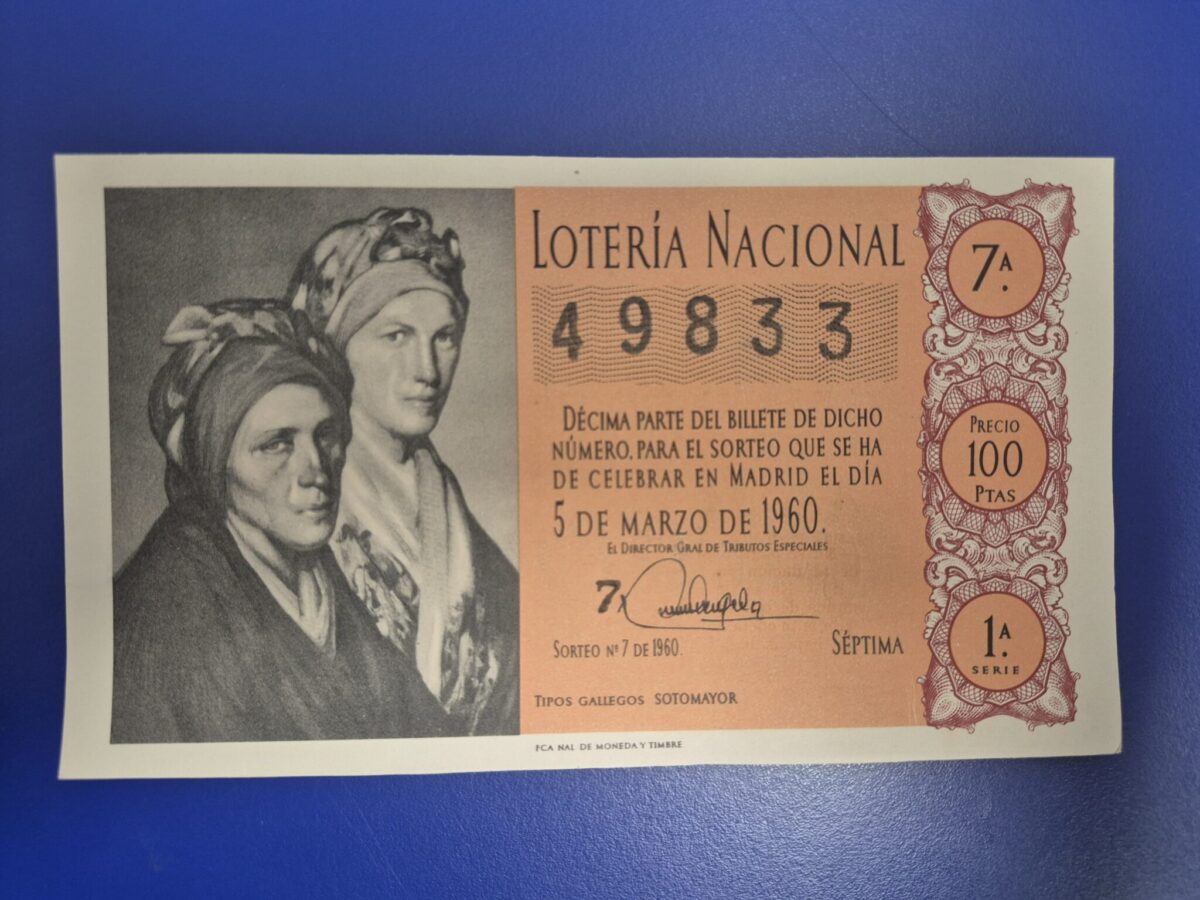 LOTERÍA NACIONAL
49833
DÉCIMA PARTE DEL BILLETE DE DICHO
NÚMERO, PARA EL SORTEO QUE SE HA
DE CELEBRAR EN MADRID EL DÍA
5 DE MARZO DE 1960.
EL DIRECTOR GRAL DE TRIBUTOS ESPECIALES
7
SORTEO Nº 7 DE 1960.
SÉPTIMA
TIPOS GALLEGOS SOTOMAYOR
FCA NAL DE MONEDA Y TIMBRE
7.ᴬ
PRECIO
100
PTAS
1.ᴬ
SERIE